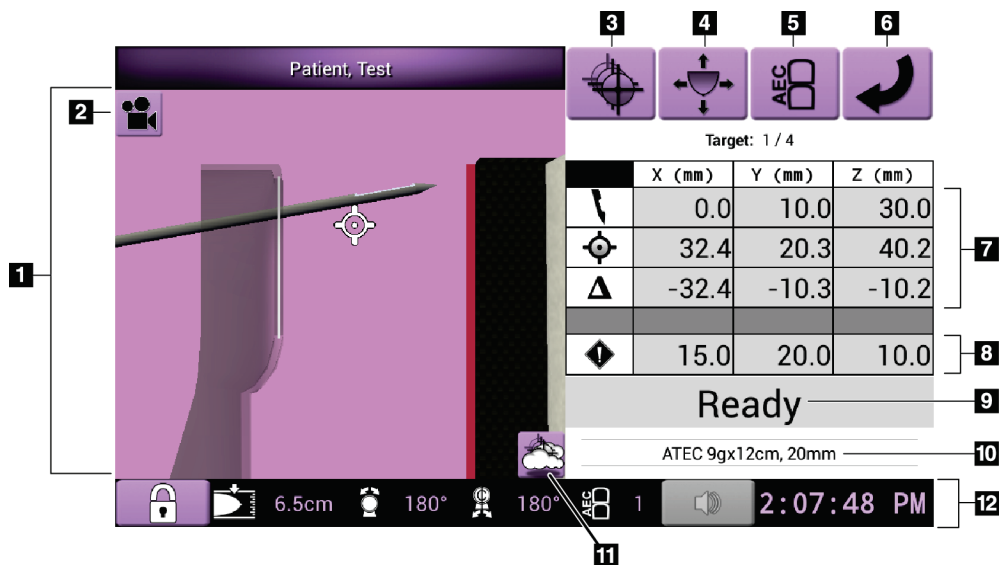 3 4 5 6
Patient, Test
AEC
1
2
Target: 1 / 4
X (mm) Y (mm) Z (mm)
0.0 10.0 30.0
32.4 20.3 40.2
Δ -32.4 -10.3 -10.2
7
! 15.0 20.0 10.0
8
Ready
9
ATEC 9gx12cm, 20mm
10
6.5cm 180° C 180° AEC 1 2:07:48 PM
12
11